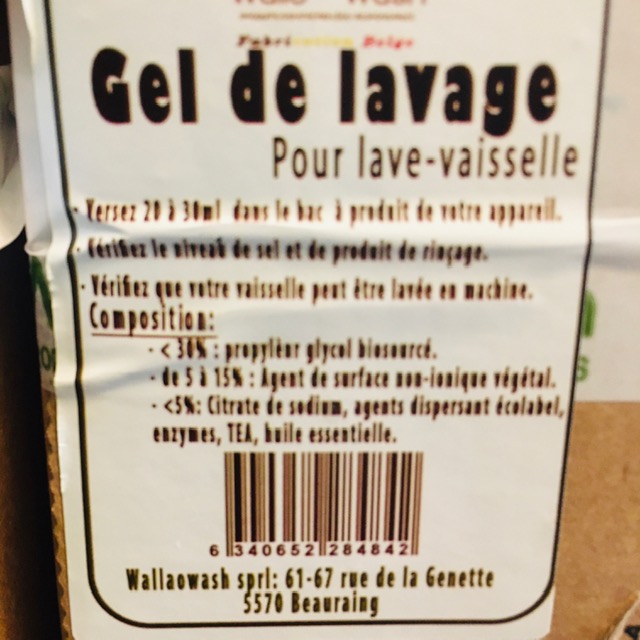 Fabrication Belge
Gel de lavage
Pour lave-vaisselle
· Versez 20 à 30ml dans le bac à produit de votre appareil.
· Vérifiez le niveau de sel et de produit de rinçage.
· Vérifiez que votre vaisselle peut être lavée en machine.
Composition:
· < 30% : propylènr glycol biosourcé.
· de 5 à 15% : Agent de surface non-ionique végétal.
· <5%: Citrate de sodium, agents dispersant écolabel,
enzymes, TEA, huile essentielle.
6 340652 284842
Wallaowash sprl: 61-67 rue de la Genette
5570 Beauraing